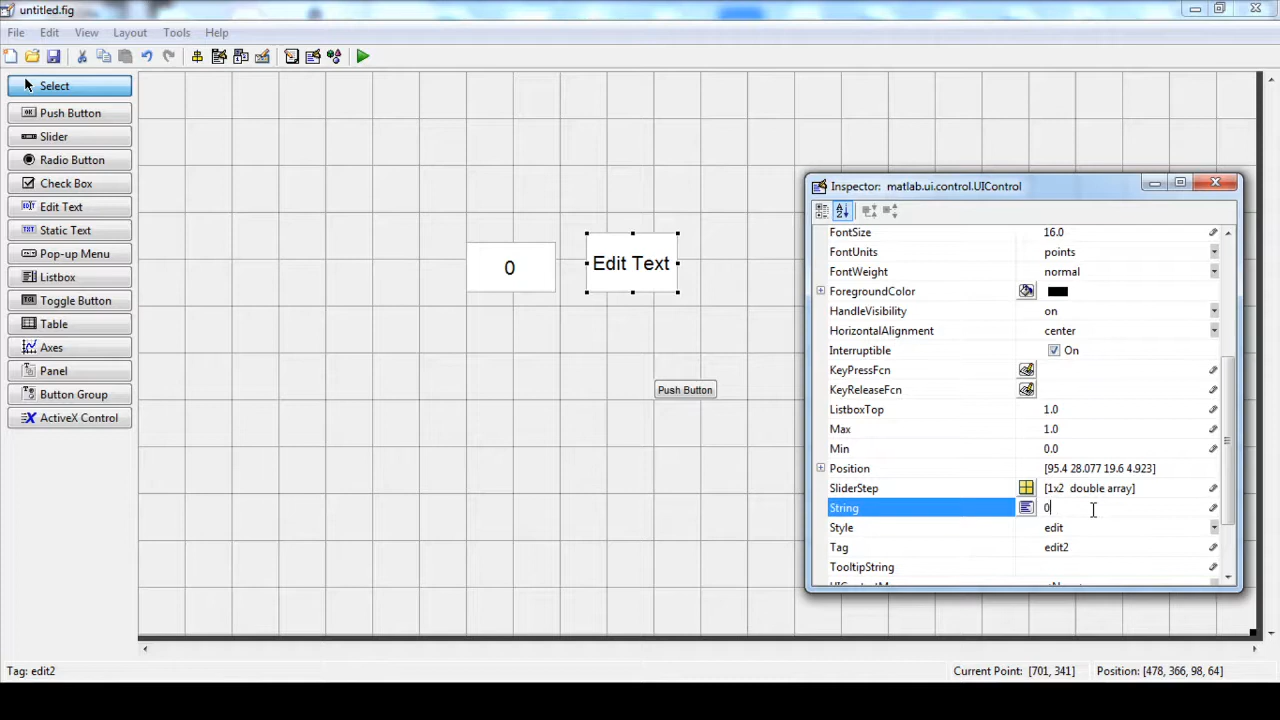 untitled.fig
File Edit View Layout Tools Help
Select
Push Button
Slider
Radio Button
Check Box
Edit Text
Static Text
Pop-up Menu
Listbox
Toggle Button
Table
Axes
Panel
Button Group
ActiveX Control
0
Edit Text
Push Button
Inspector: matlab.ui.control.UIControl
FontSize 16.0
FontUnits points
FontWeight normal
ForegroundColor
HandleVisibility on
HorizontalAlignment center
Interruptible On
KeyPressFcn
KeyReleaseFcn
ListboxTop 1.0
Max 1.0
Min 0.0
Position [95.4 28.077 19.6 4.923]
SliderStep [1x2 double array]
String 0
Style edit
Tag edit2
TooltipString
Tag: edit2
Current Point: [701, 341] Position: [478, 366, 98, 64]